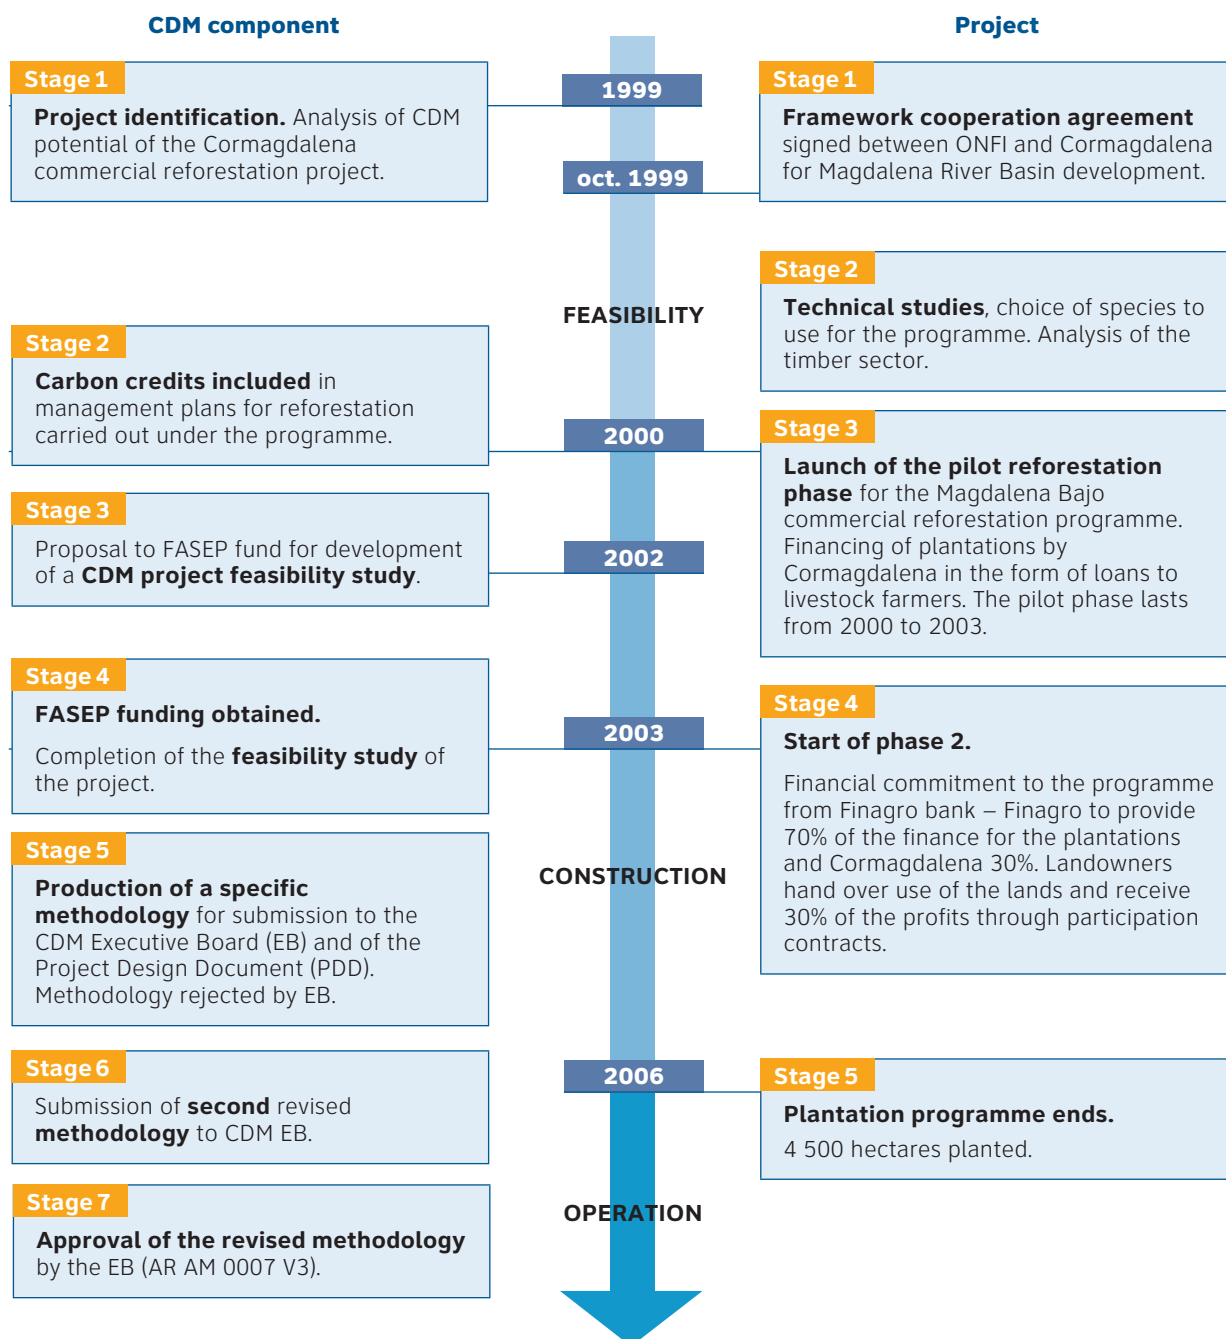 CDM component
Project
Stage 1
Project identification. Analysis of CDM
potential of the Cormagdalena
commercial reforestation project.
1999
Stage 1
Framework cooperation agreement
signed between ONFI and Cormagdalena
for Magdalena River Basin development.
oct. 1999
Stage 2
Technical studies, choice of species to
use for the programme. Analysis of the
timber sector.
FEASIBILITY
Stage 2
Carbon credits included in
management plans for reforestation
carried out under the programme.
2000
Stage 3
Launch of the pilot reforestation
phase for the Magdalena Bajo
commercial reforestation programme.
Financing of plantations by
Cormagdalena in the form of loans to
livestock farmers. The pilot phase lasts
from 2000 to 2003.
Stage 3
Proposal to FASEP fund for development
of a CDM project feasibility study.
2002
Stage 4
FASEP funding obtained.
Completion of the feasibility study of
the project.
2003
Stage 4
Start of phase 2.
Financial commitment to the programme
from Finagro bank – Finagro to provide
70% of the finance for the plantations
and Cormagdalena 30%. Landowners
hand over use of the lands and receive
30% of the profits through participation
contracts.
Stage 5
Production of a specific
methodology for submission to the
CDM Executive Board (EB) and of the
Project Design Document (PDD).
Methodology rejected by EB.
CONSTRUCTION
Stage 6
Submission of second revised
methodology to CDM EB.
2006
Stage 5
Plantation programme ends.
4 500 hectares planted.
Stage 7
Approval of the revised methodology
by the EB (AR AM 0007 V3).
OPERATION